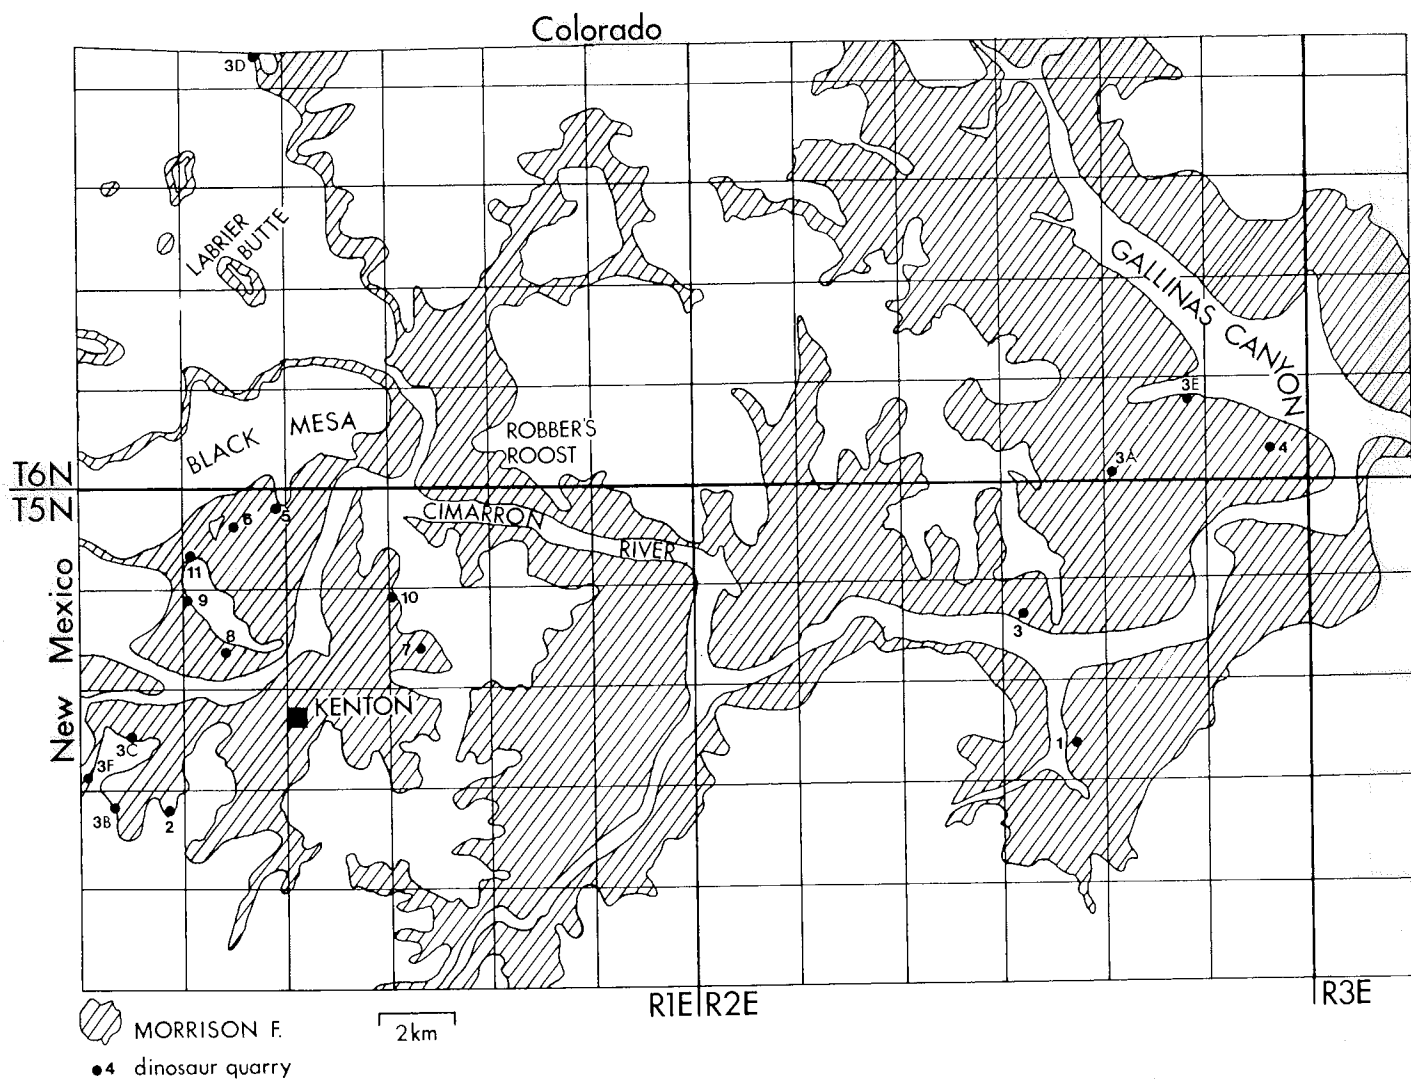 Colorado
3D
LABRIER
BUTTE
GALLINAS CANYON
3E
BLACK MESA
ROBBER'S
ROOST
4
3A
T6N
T5N
5
6
CIMARRON
RIVER
11
9
10
3
8
7
New Mexico
KENTON
1
3C
3F
3B
2
R1E
R2E
R3E
MORRISON F.
2km
4 dinosaur quarry